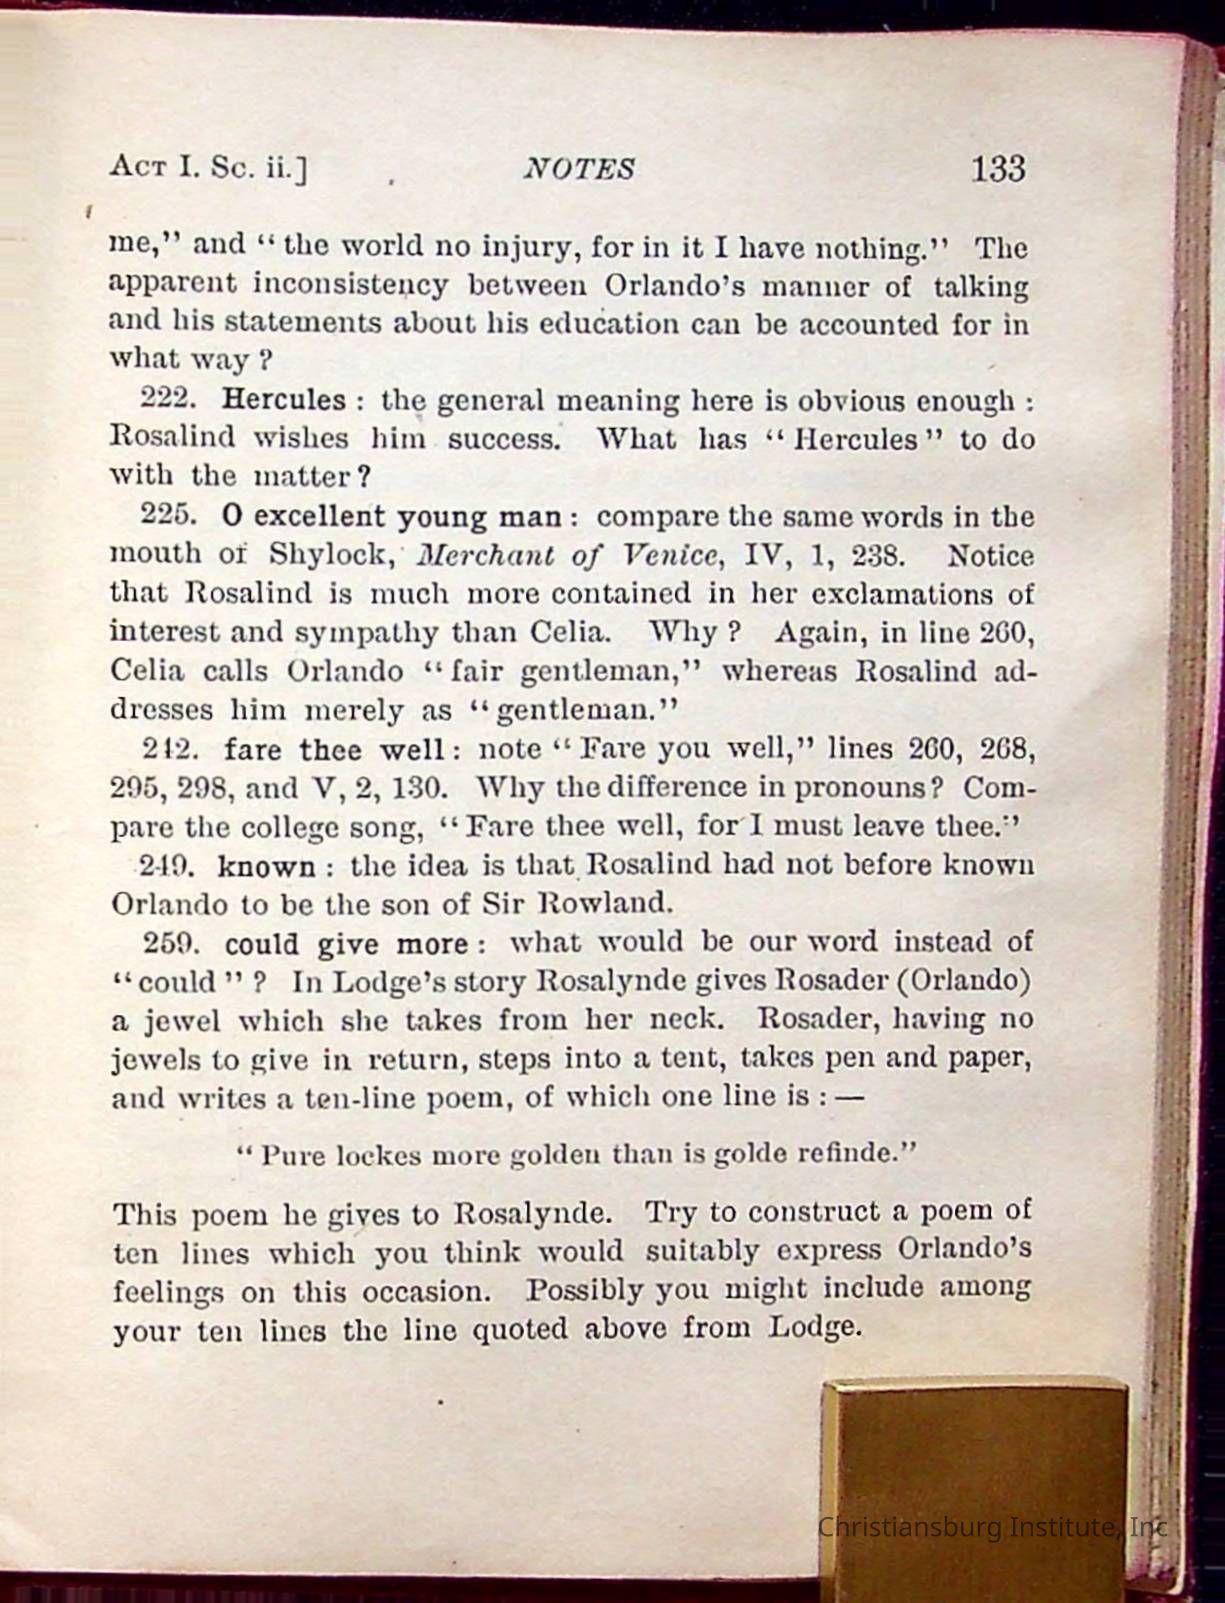 ACT I. Sc. ii.] NOTES 133
me," and "the world no injury, for in it I have nothing." The
apparent inconsistency between Orlando's manner of talking
and his statements about his education can be accounted for in
what way?
222. Hercules: the general meaning here is obvious enough:
Rosalind wishes him success. What has "Hercules" to do
with the matter?
225. O excellent young man: compare the same words in the
mouth of Shylock, Merchant of Venice, IV, 1, 238. Notice
that Rosalind is much more contained in her exclamations of
interest and sympathy than Celia. Why? Again, in line 260,
Celia calls Orlando "fair gentleman," whereas Rosalind ad-
dresses him merely as "gentleman."
242. fare thee well: note "Fare you well," lines 260, 268,
295, 298, and V, 2, 130. Why the difference in pronouns? Com-
pare the college song, "Fare thee well, for I must leave thee."
249. known: the idea is that Rosalind had not before known
Orlando to be the son of Sir Rowland.
259. could give more: what would be our word instead of
"could"? In Lodge's story Rosalynde gives Rosader (Orlando)
a jewel which she takes from her neck. Rosader, having no
jewels to give in return, steps into a tent, takes pen and paper,
and writes a ten-line poem, of which one line is:—
"Pure lockes more golden than is golde refinde."
This poem he gives to Rosalynde. Try to construct a poem of
ten lines which you think would suitably express Orlando's
feelings on this occasion. Possibly you might include among
your ten lines the line quoted above from Lodge.
Christiansburg Institute, Inc